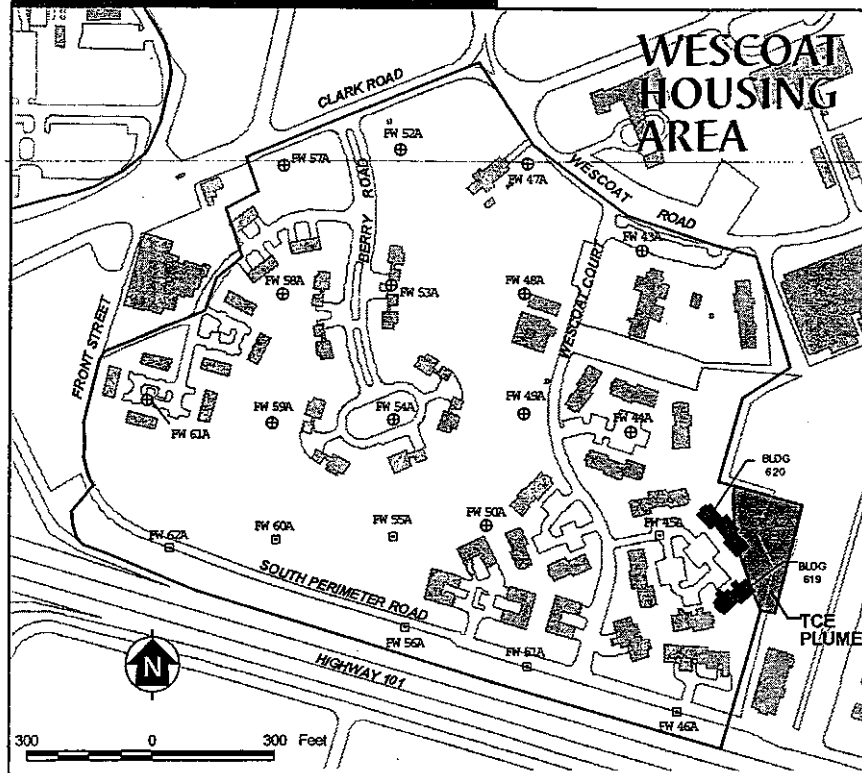 WESCOAT
HOUSING
AREA
CLARK ROAD
FW 52A
FW 57A
BERRY ROAD
FW 47A
WESCOAT ROAD
FW 43A
FW 58A
FW 53A
FW 48A
WESCOAT COURT
FRONT STREET
FW 59A
FW 54A
FW 49A
FW 44A
FW 61A
BLDG
620
FW 62A
FW 60A
FW 55A
FW 50A
FW 45A
BLDG
619
SOUTH PERIMETER ROAD
TCE
PLUME
FW 56A
FW 51A
HIGHWAY 101
N
FW 46A
300 0 300 Feet